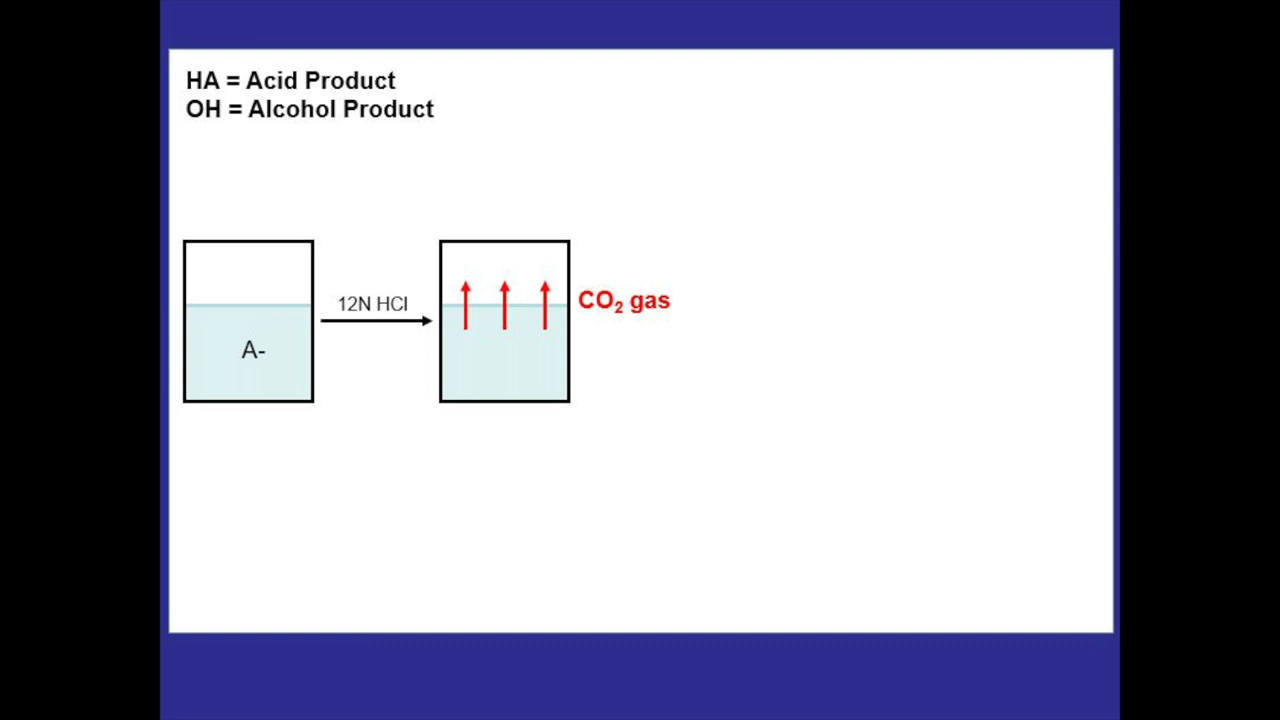 HA = Acid Product
OH = Alcohol Product
12N HCl
CO₂ gas
A-